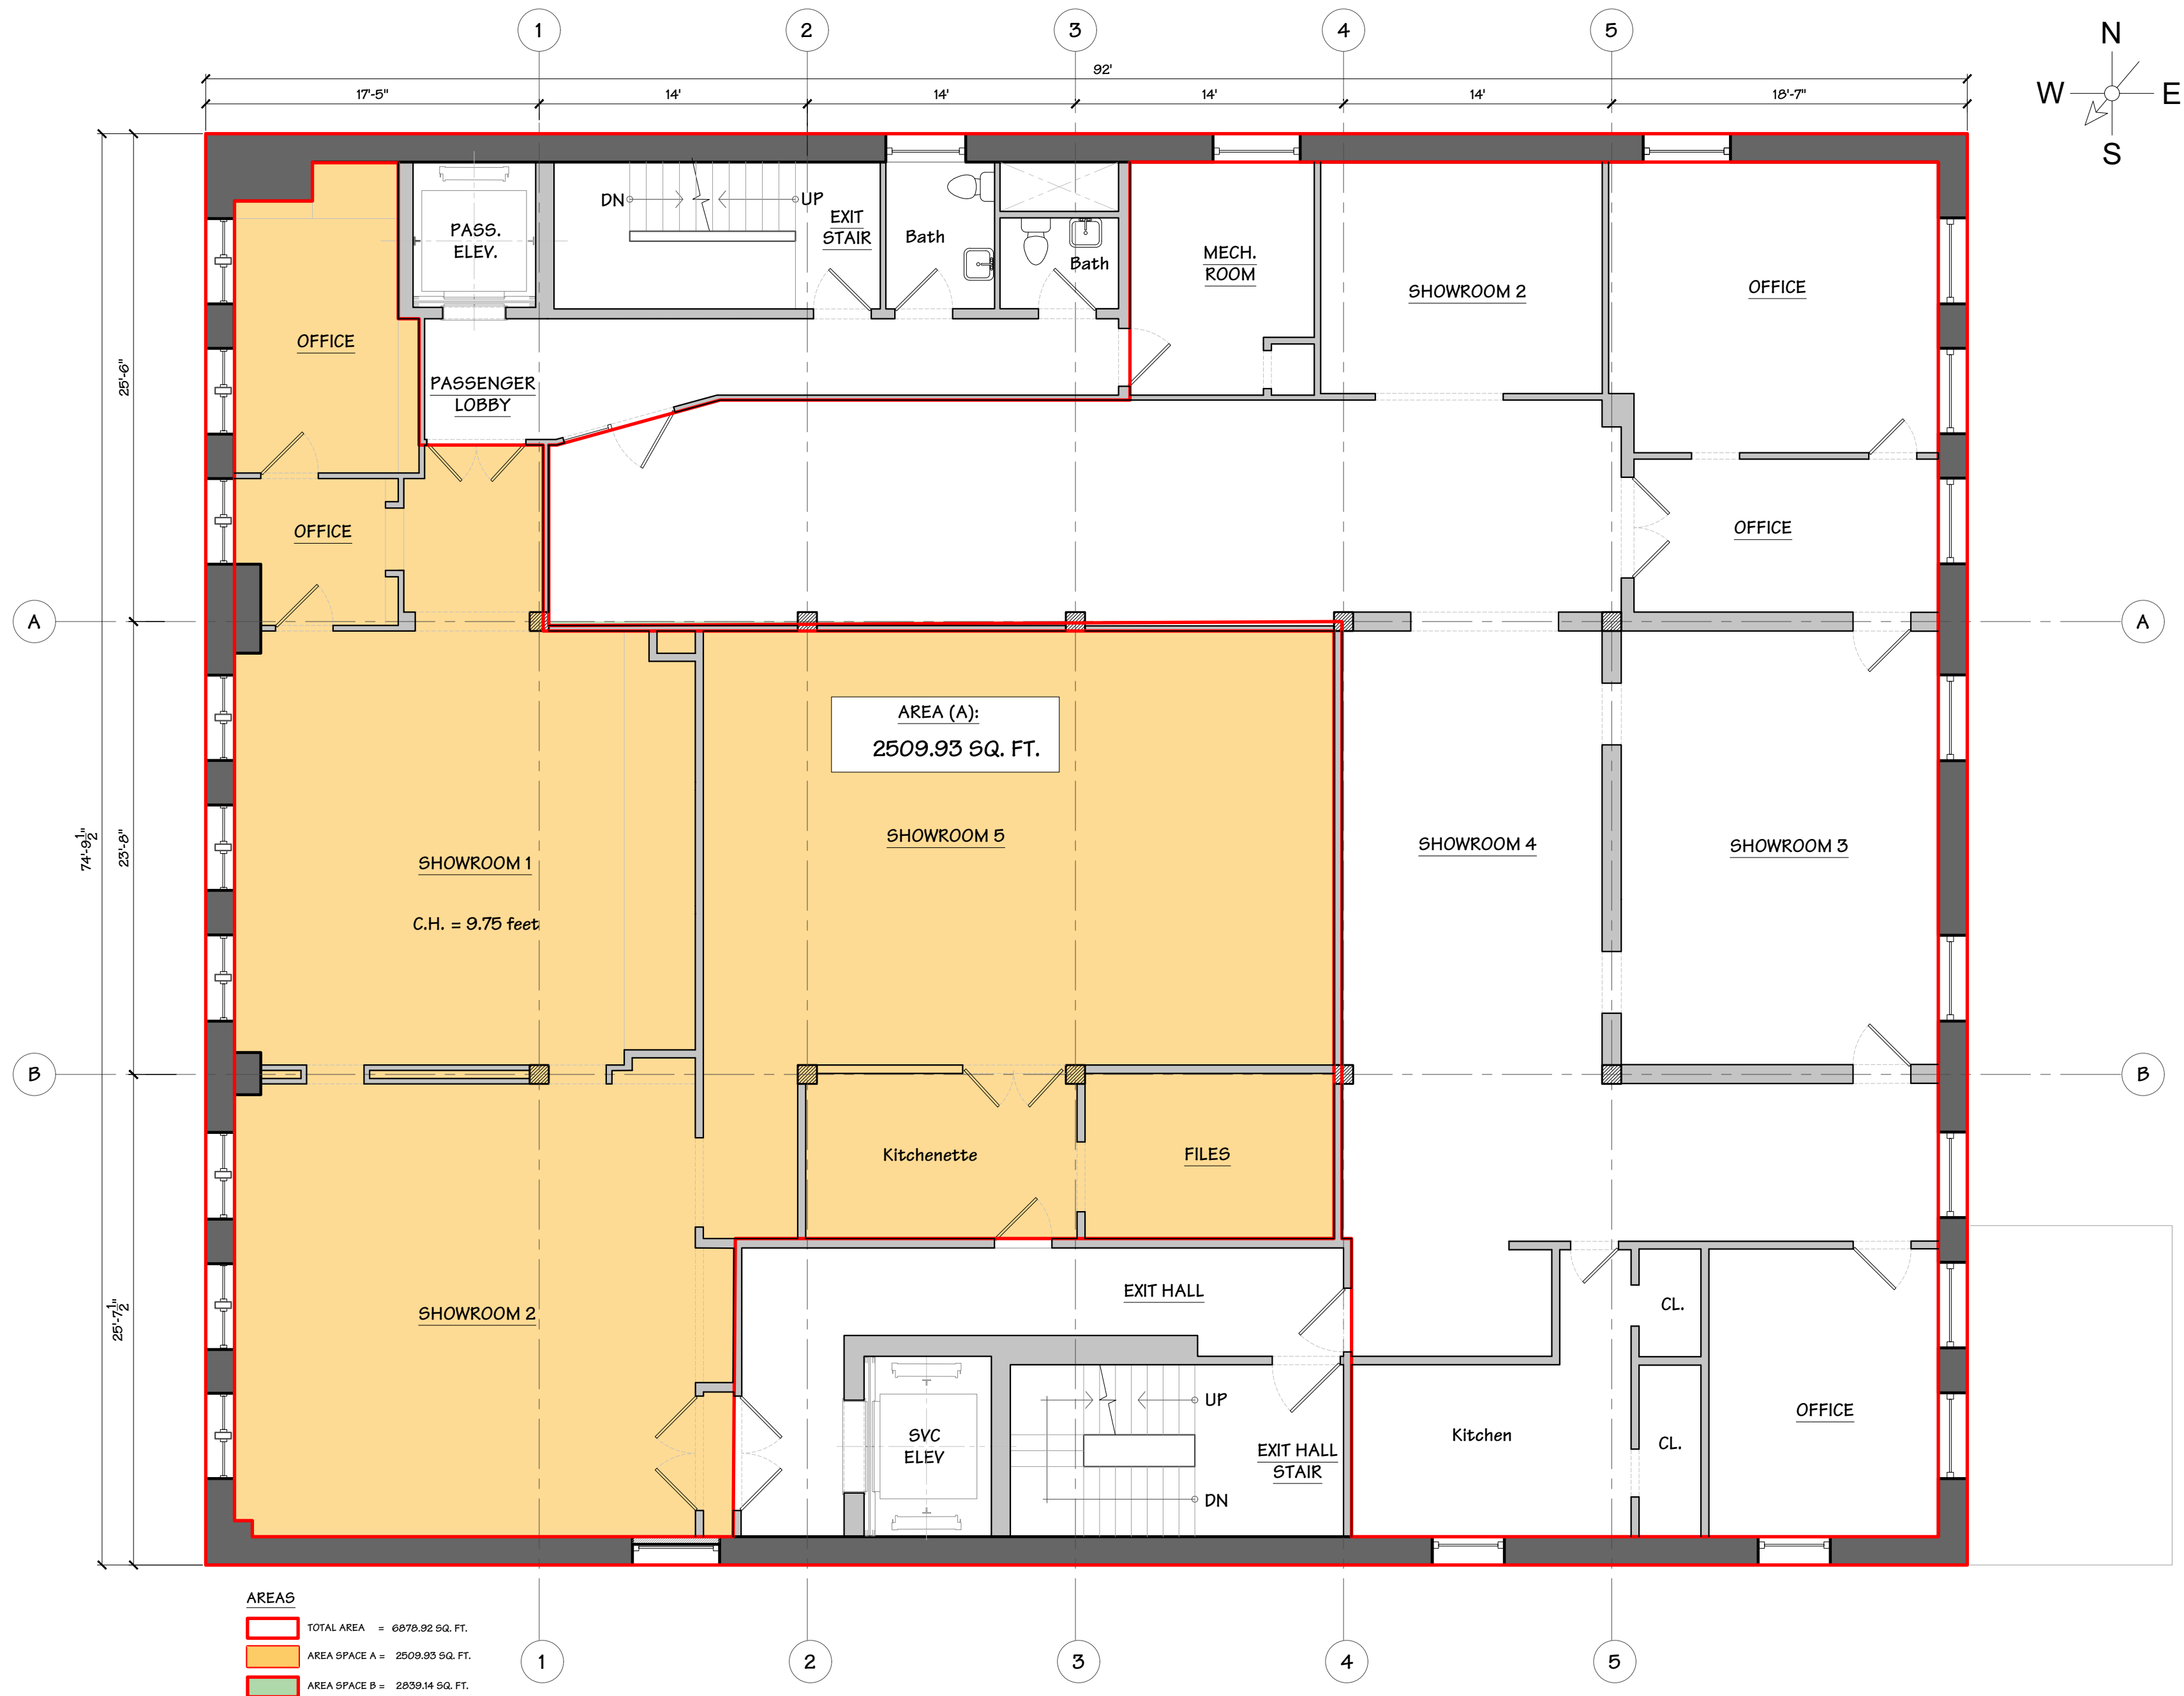 1
2
3
4
5
N
W
E
S
92'
17'-5"
14'
14'
14'
14'
18'-7"
DN
UP
EXIT
STAIR
PASS.
ELEV.
Bath
Bath
MECH.
ROOM
SHOWROOM 2
OFFICE
OFFICE
PASSENGER
LOBBY
25'-6"
OFFICE
OFFICE
A
A
AREA (A):
2509.93 SQ. FT.
74'-9 1/2"
23'-8"
SHOWROOM 5
SHOWROOM 4
SHOWROOM 3
SHOWROOM 1
C.H. = 9.75 feet
B
B
Kitchenette
FILES
25'-7 1/2"
SHOWROOM 2
EXIT HALL
CL.
UP
SVC
ELEV
EXIT HALL
STAIR
DN
Kitchen
CL.
OFFICE
AREAS
TOTAL AREA = 6878.92 SQ. FT.
AREA SPACE A = 2509.93 SQ. FT.
AREA SPACE B = 2839.14 SQ. FT.
1
2
3
4
5